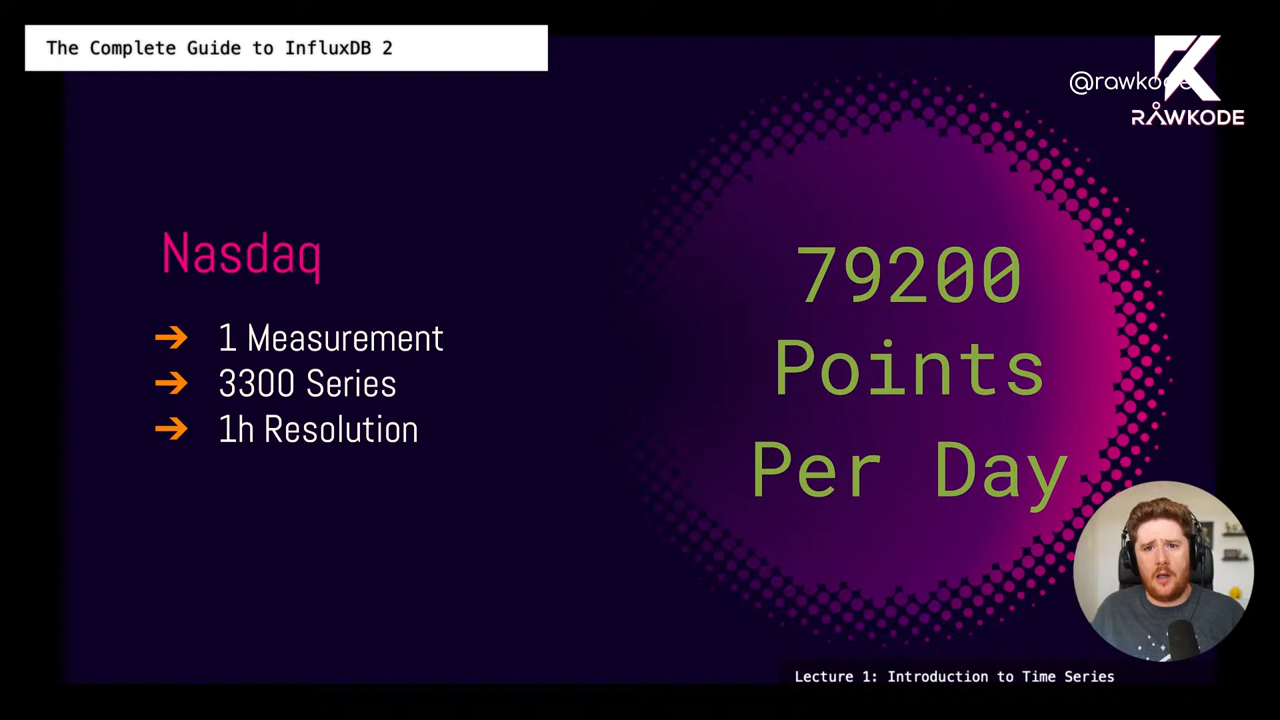 The Complete Guide to InfluxDB 2
@rawkode
RAWKODE
Nasdaq
➔ 1 Measurement
➔ 3300 Series
➔ 1h Resolution
79200
Points
Per Day
Lecture 1: Introduction to Time Series